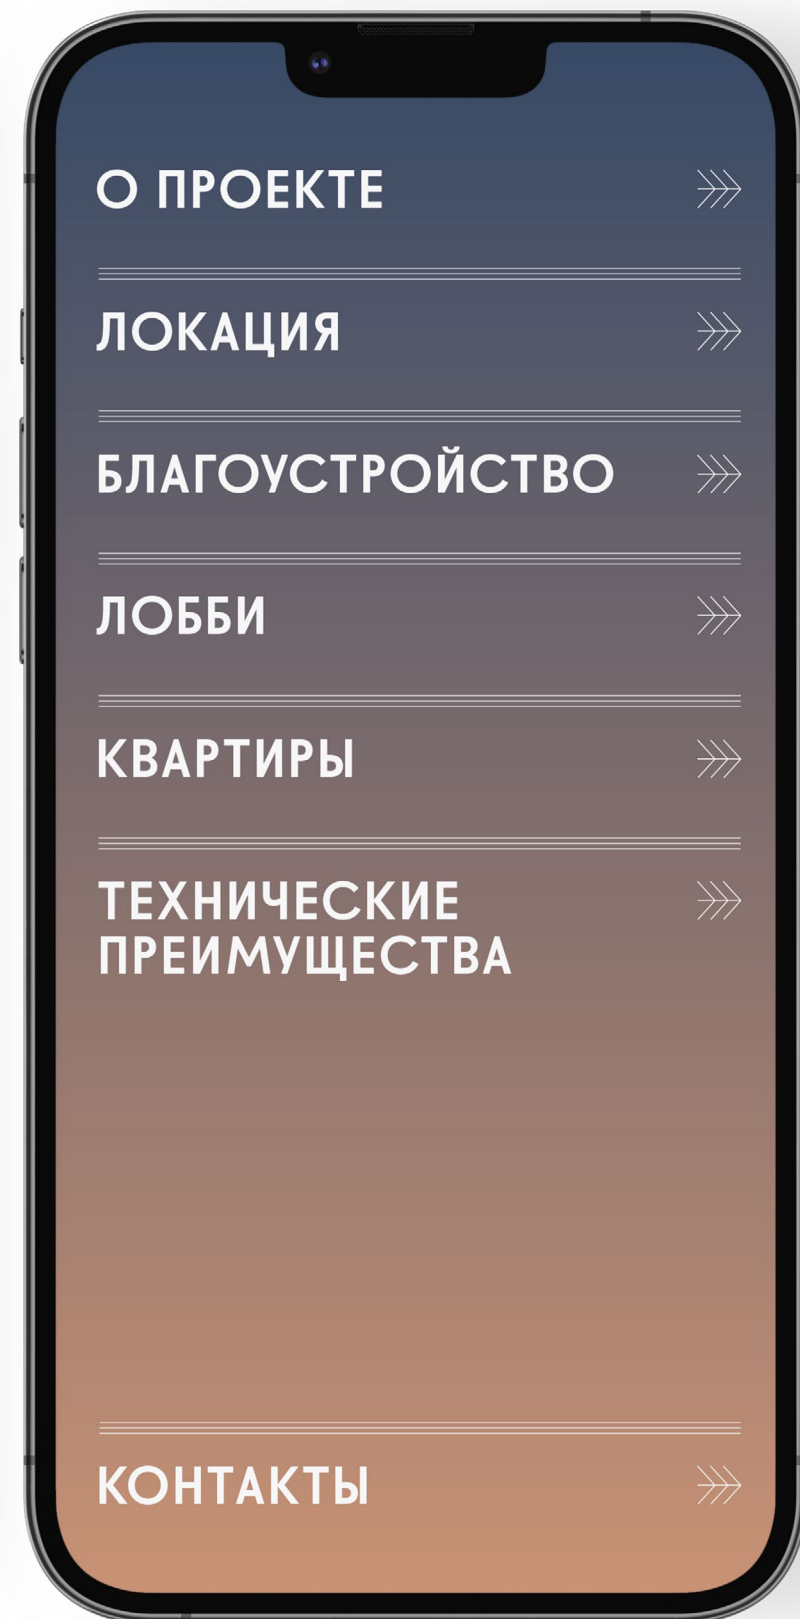 О ПРОЕКТЕ
ЛОКАЦИЯ
БЛАГОУСТРОЙСТВО
ЛОББИ
КВАРТИРЫ
ТЕХНИЧЕСКИЕ
ПРЕИМУЩЕСТВА
КОНТАКТЫ